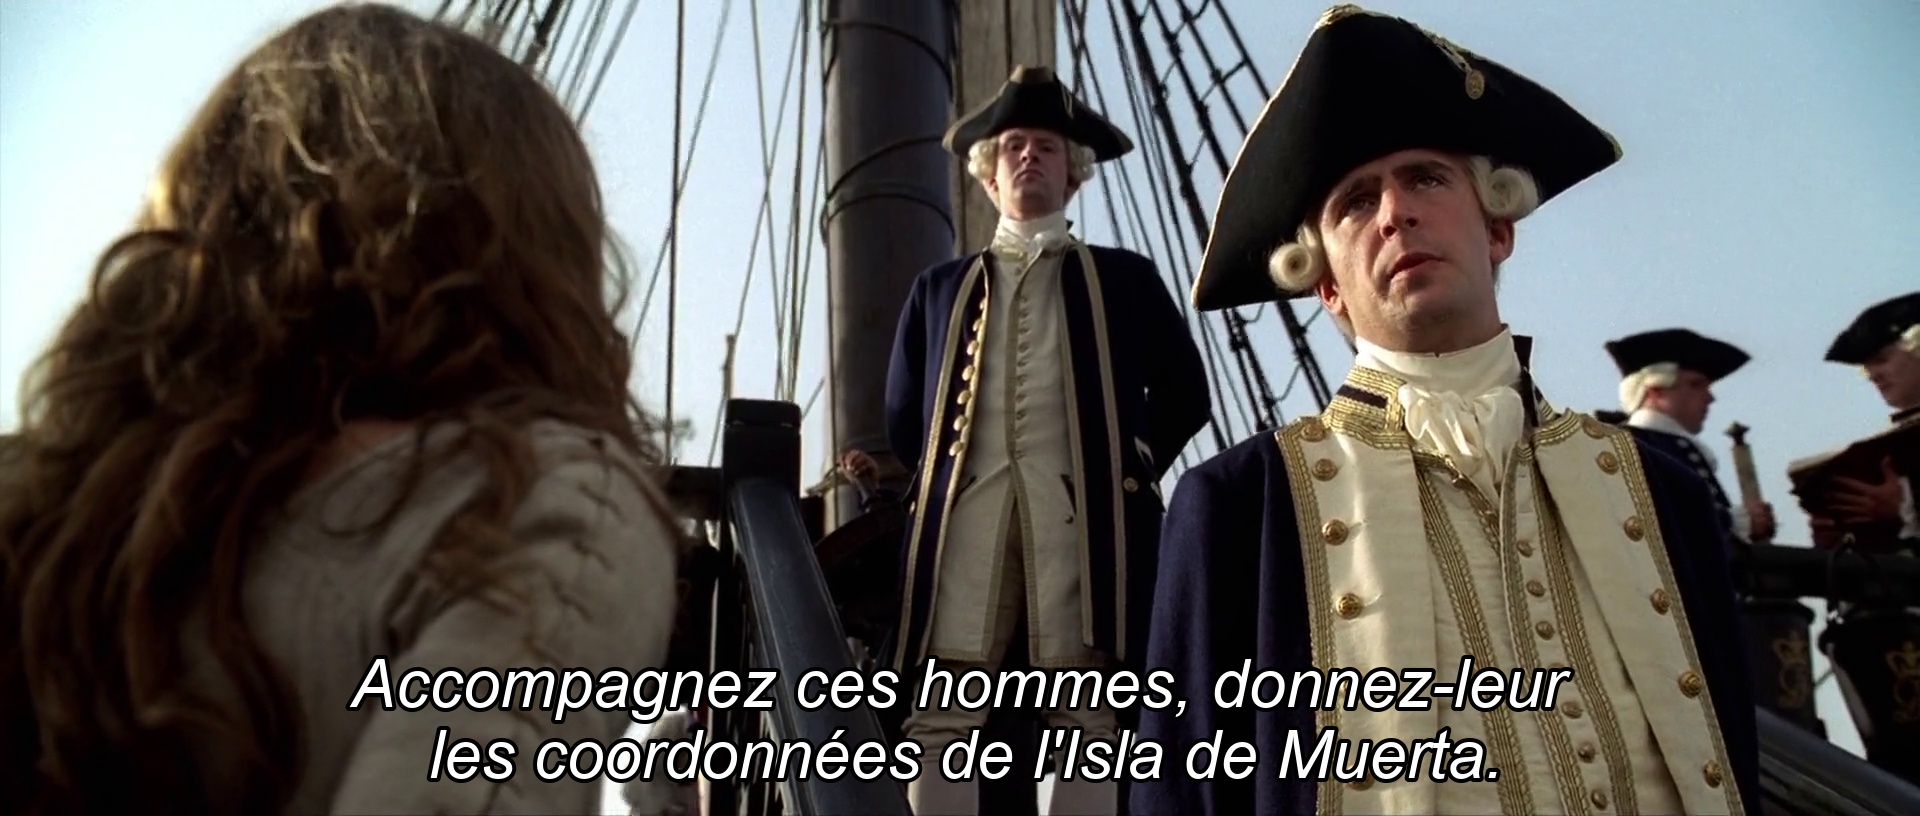 Accompagnez ces hommes, donnez-leur
les coordonnées de l'Isla de Muerta.